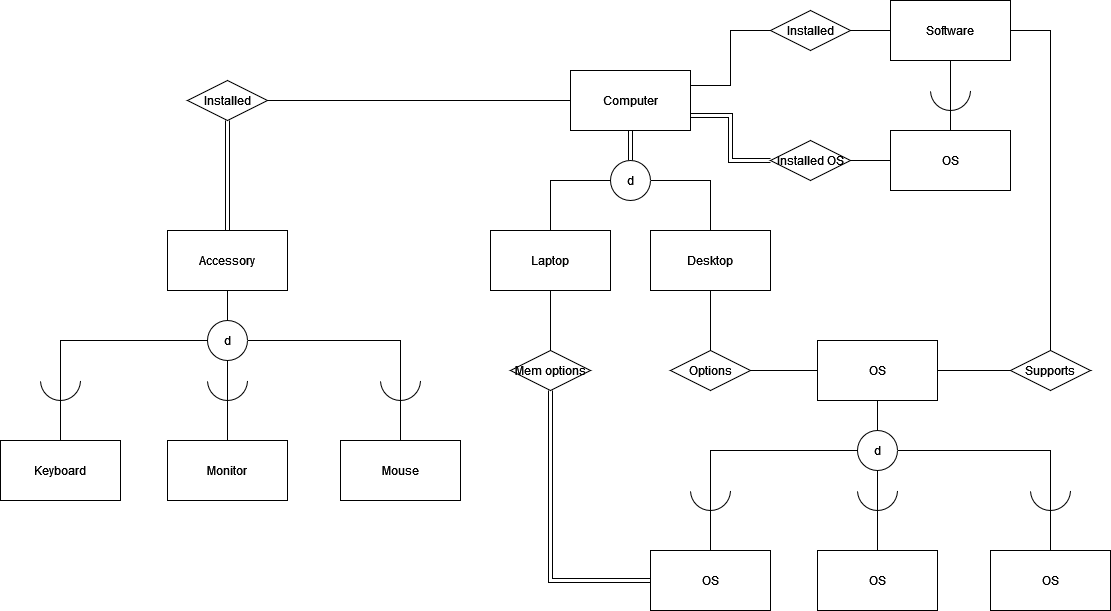 Installed
Software
Installed
Computer
Installed OS
OS
d
Accessory
Laptop
Desktop
d
Mem options
Options
OS
Supports
d
Keyboard
Monitor
Mouse
OS
OS
OS